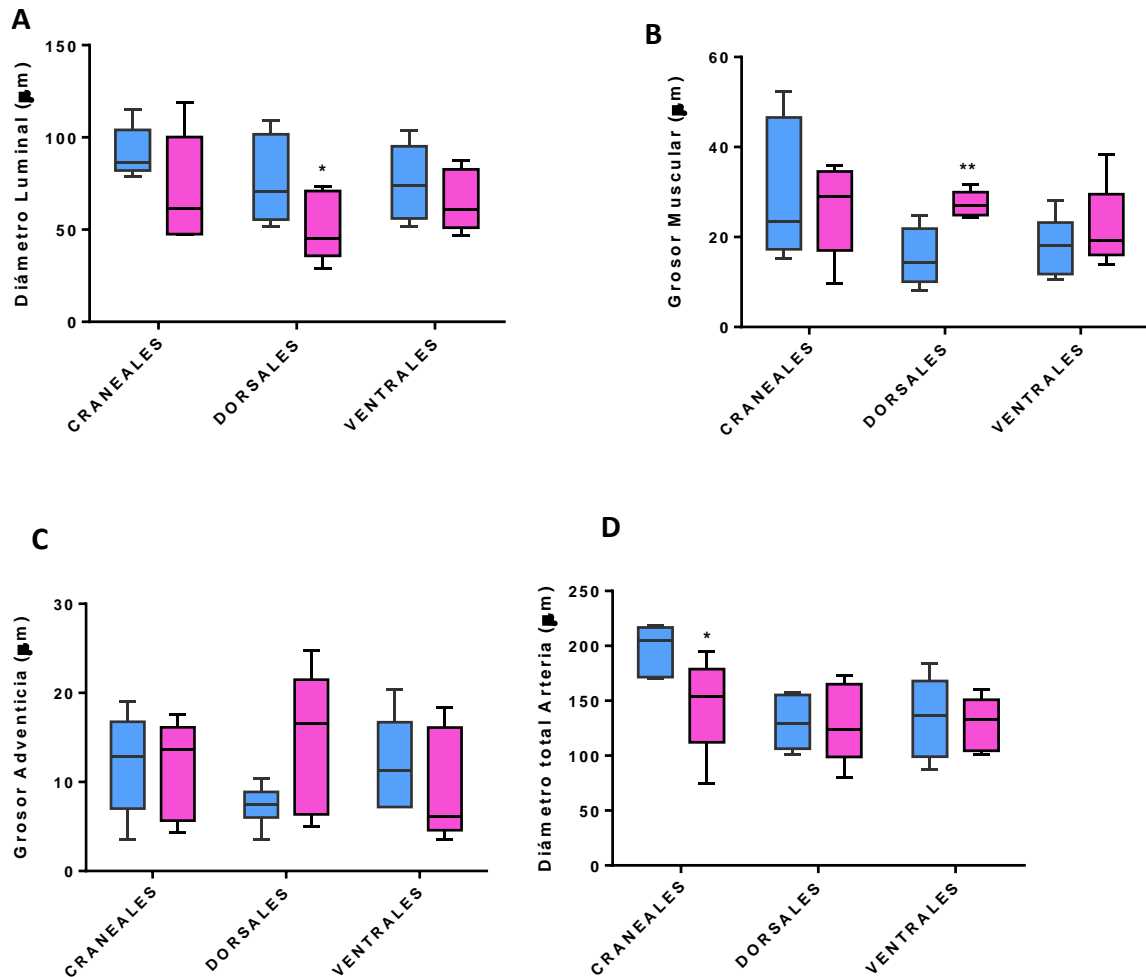 A
Diámetro Luminal (μm)
150
100
50
0
*
CRANEALES
DORSALES
VENTRALES
B
Grosor Muscular (μm)
60
40
20
0
**
CRANEALES
DORSALES
VENTRALES
C
Grosor Adventicia (μm)
30
20
10
0
CRANEALES
DORSALES
VENTRALES
D
Diámetro total Arteria (μm)
250
200
150
100
50
0
*
CRANEALES
DORSALES
VENTRALES